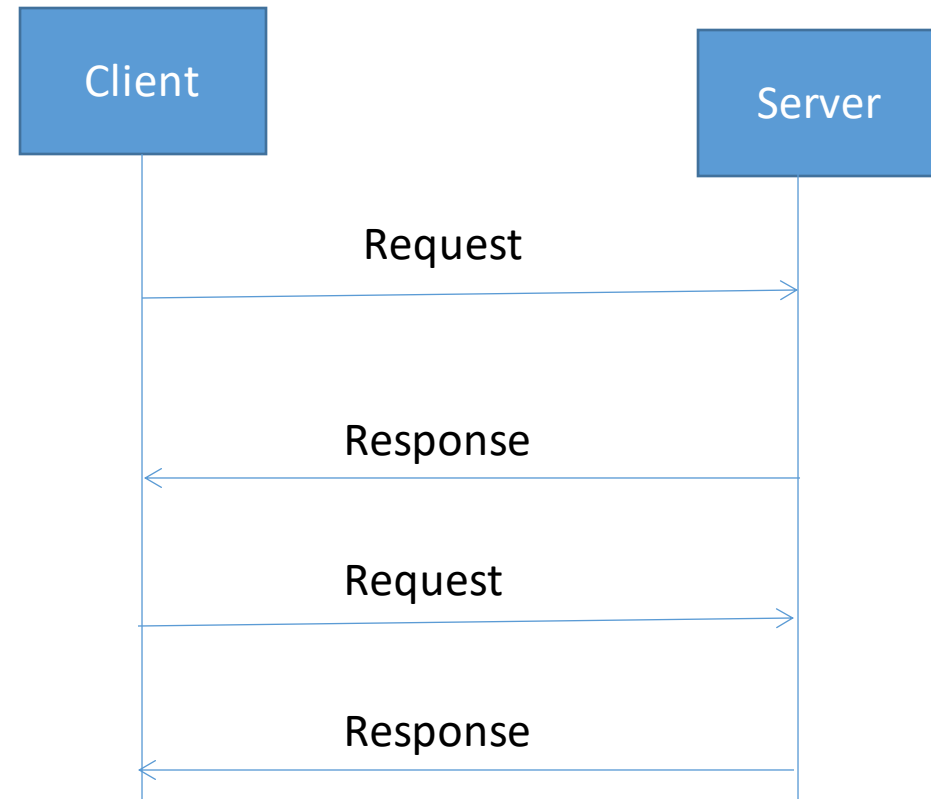 Client
Server
Request
Response
Request
Response